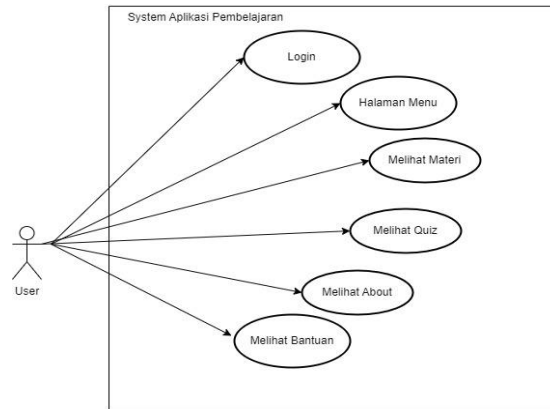 System Aplikasi Pembelajaran
Login
Halaman Menu
Melihat Materi
Melihat Quiz
User
Melihat About
Melihat Bantuan